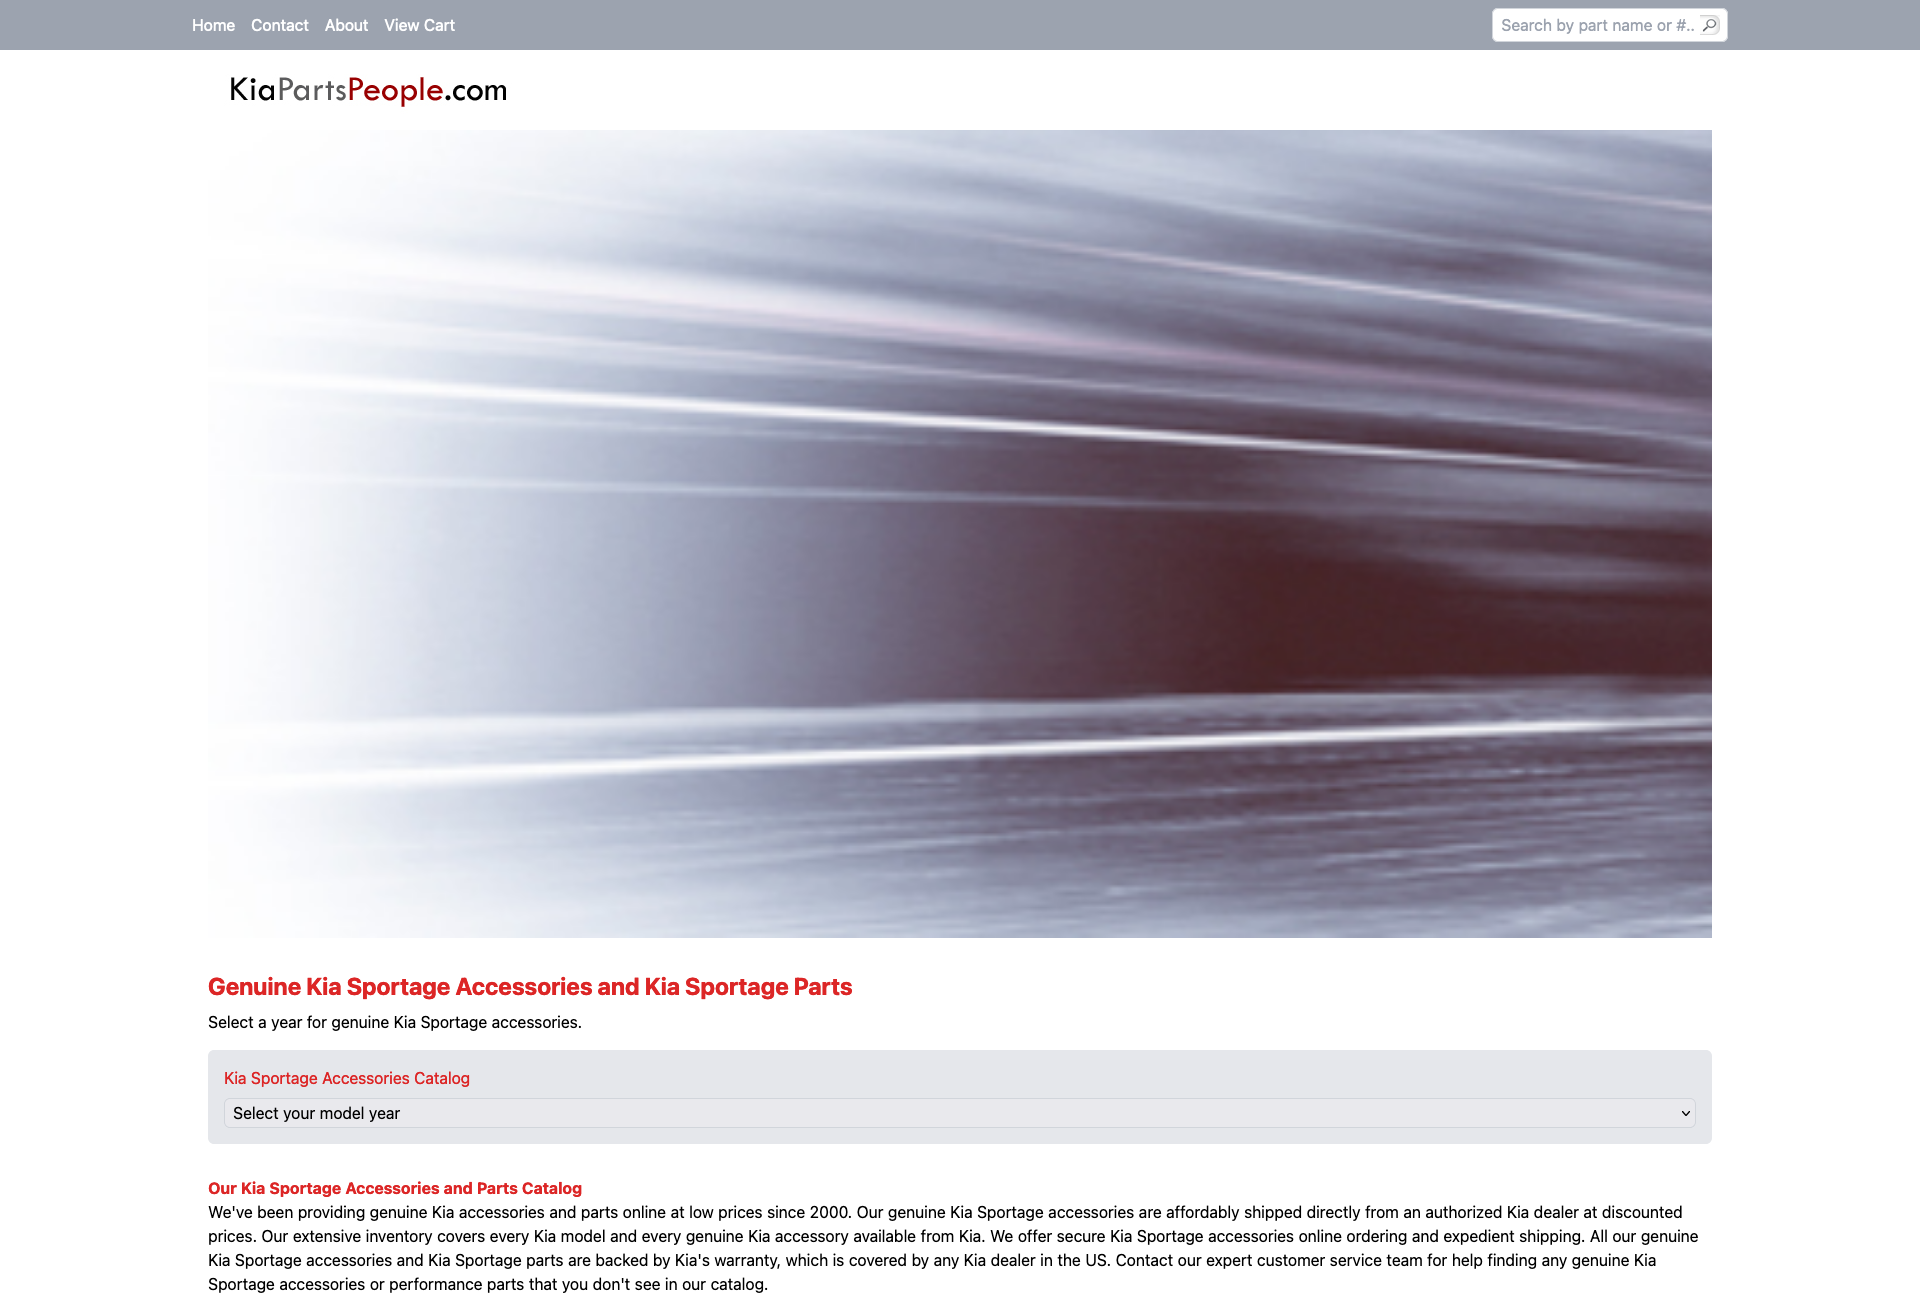 Home Contact About View Cart
Search by part name or #..
KiaPartsPeople.com
Genuine Kia Sportage Accessories and Kia Sportage Parts
Select a year for genuine Kia Sportage accessories.
Kia Sportage Accessories Catalog
Select your model year
Our Kia Sportage Accessories and Parts Catalog
We've been providing genuine Kia accessories and parts online at low prices since 2000. Our genuine Kia Sportage accessories are affordably shipped directly from an authorized Kia dealer at discounted
prices. Our extensive inventory covers every Kia model and every genuine Kia accessory available from Kia. We offer secure Kia Sportage accessories online ordering and expedient shipping. All our genuine
Kia Sportage accessories and Kia Sportage parts are backed by Kia's warranty, which is covered by any Kia dealer in the US. Contact our expert customer service team for help finding any genuine Kia
Sportage accessories or performance parts that you don't see in our catalog.